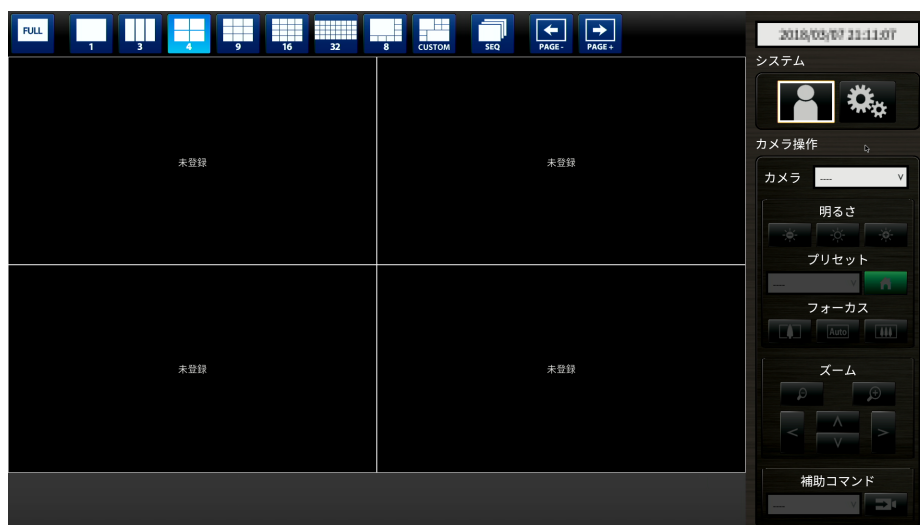 FULL
1
3
4
9
16
32
8
CUSTOM
SEQ
PAGE -
PAGE +
2018/03/07 21:11:07
システム
カメラ操作
カメラ ---- v
明るさ
プリセット
---- v
フォーカス
Auto
ズーム
補助コマンド
---- v
未登録
未登録
未登録
未登録